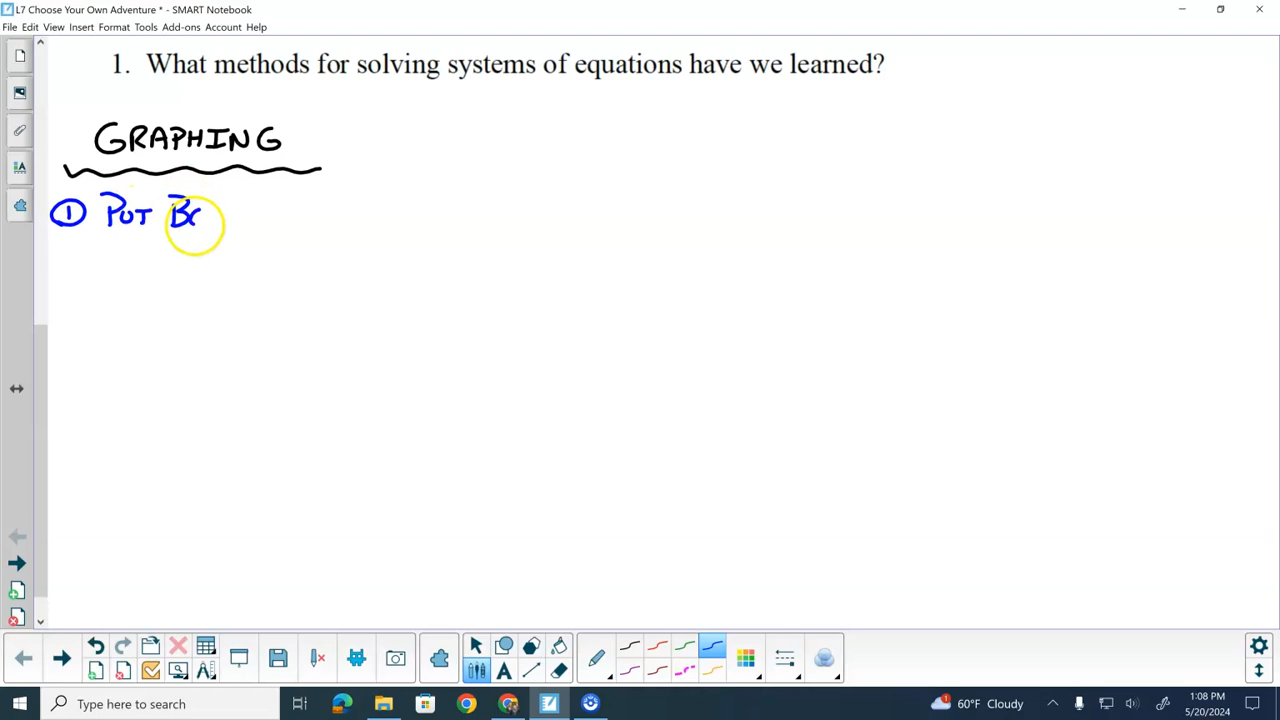 L7 Choose Your Own Adventure * - SMART Notebook
File Edit View Insert Format Tools Add-ons Account Help
1. What methods for solving systems of equations have we learned?
GRAPHING
① PUT BO
Type here to search
60°F Cloudy
1:08 PM
5/20/2024